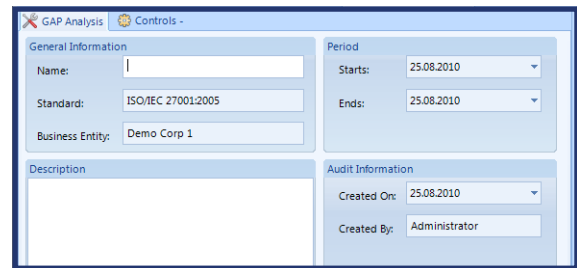 GAP Analysis Controls -
General Information
Name:
Standard: ISO/IEC 27001:2005
Business Entity: Demo Corp 1
Period
Starts: 25.08.2010
Ends: 25.08.2010
Description
Audit Information
Created On: 25.08.2010
Created By: Administrator